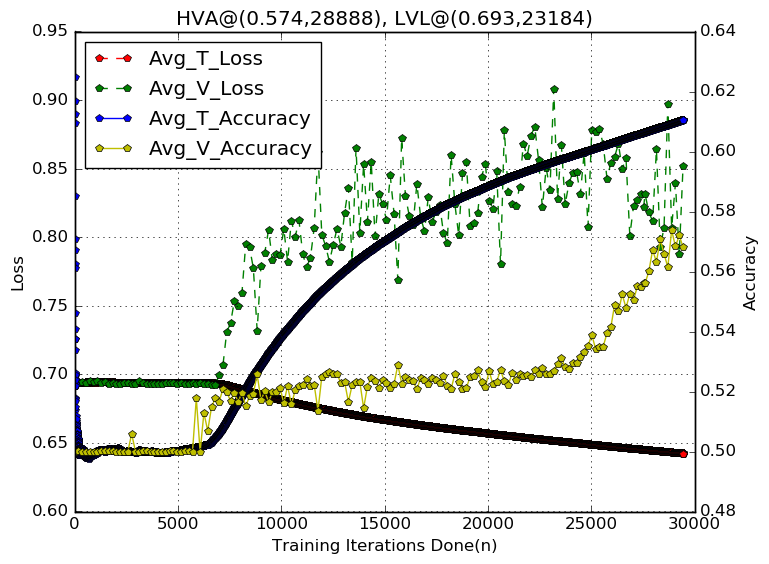 HVA@(0.574,28888), LVL@(0.693,23184)
0.95
0.90
0.85
0.80
0.75
0.70
0.65
0.60
Loss
Avg_T_Loss
Avg_V_Loss
Avg_T_Accuracy
Avg_V_Accuracy
0.64
0.62
0.60
0.58
0.56
0.54
0.52
0.50
0.48
Accuracy
0 5000 10000 15000 20000 25000 30000
Training Iterations Done(n)